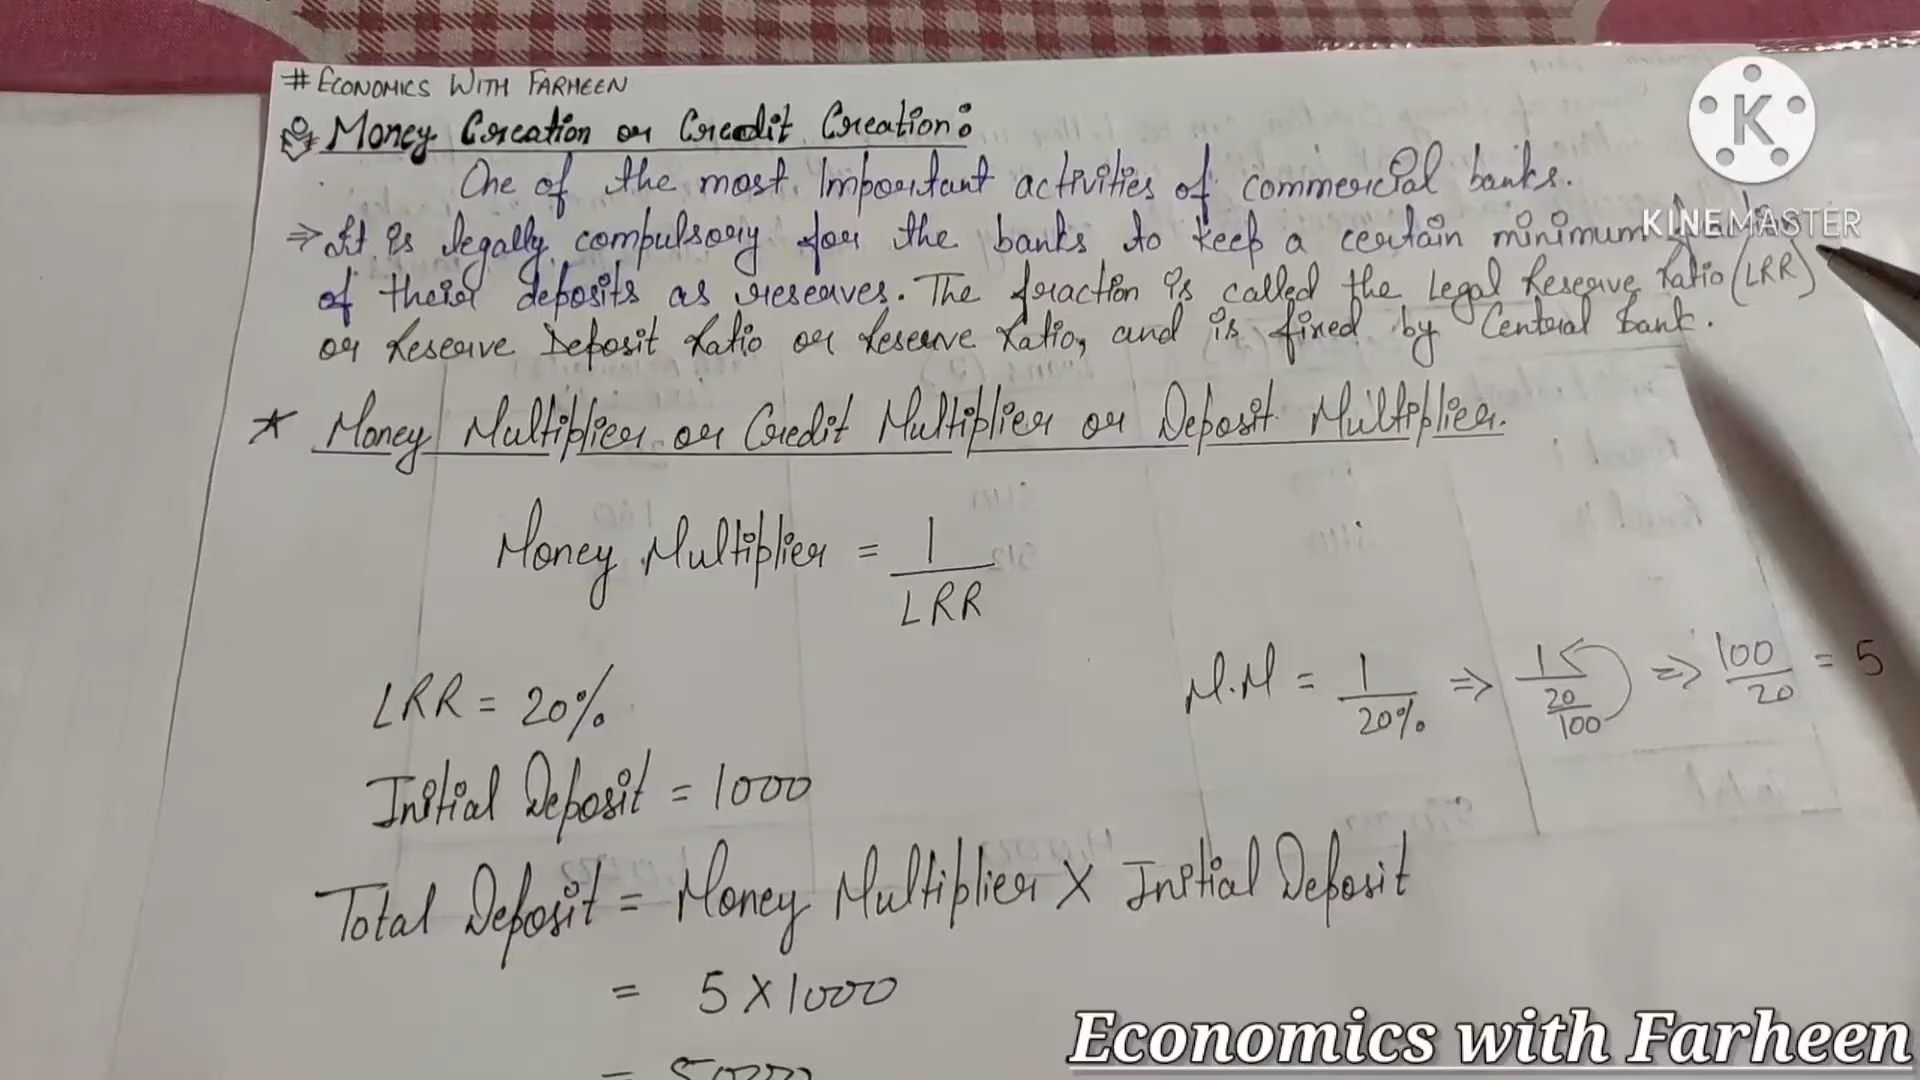 # ECONOMICS WITH FARHEEN
Money Creation or Credit Creation:
One of the most Important activities of commercial banks.
⇒ It is legally compulsory for the banks to keep a certain minimum
of their deposits as reserves. The fraction is called the Legal Reserve Ratio (LRR)
or Reserve Deposit Ratio or Reserve Ratio, and is fixed by Central Bank.
K
KINEMASTER
* Money Multiplier or Credit Multiplier or Deposit Multiplier.
Money Multiplier = 1/LRR
LRR = 20%
M.M = 1/20% ⇒ 1/(20/100) ⇒ 100/20 = 5
Initial Deposit = 1000
Total Deposit = Money Multiplier X Initial Deposit
= 5 X 1000
=
Economics with Farheen